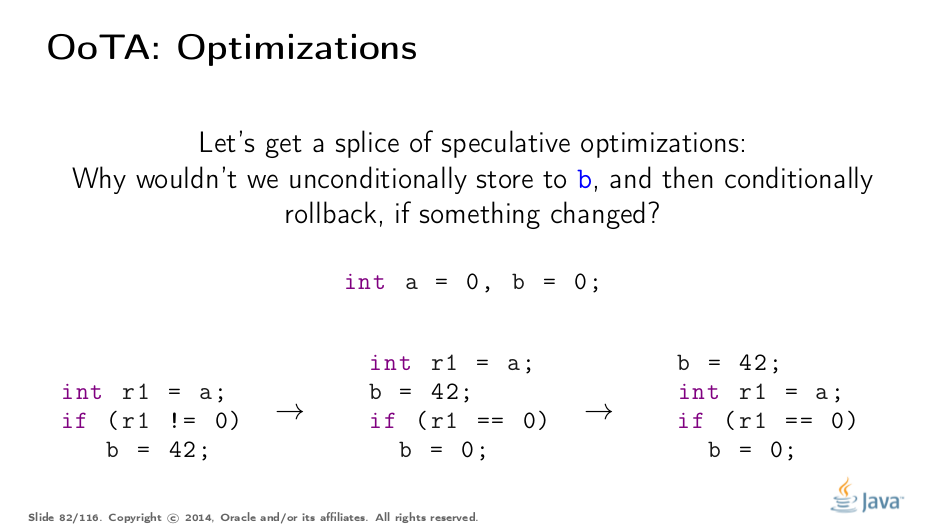 OoTA: Optimizations
Let's get a splice of speculative optimizations:
Why wouldn't we unconditionally store to b, and then conditionally
rollback, if something changed?
int a = 0, b = 0;
int r1 = a;
if (r1 != 0)
b = 42;
→
int r1 = a;
b = 42;
if (r1 == 0)
b = 0;
→
b = 42;
int r1 = a;
if (r1 == 0)
b = 0;
Java™
Slide 82/116. Copyright © 2014, Oracle and/or its affiliates. All rights reserved.